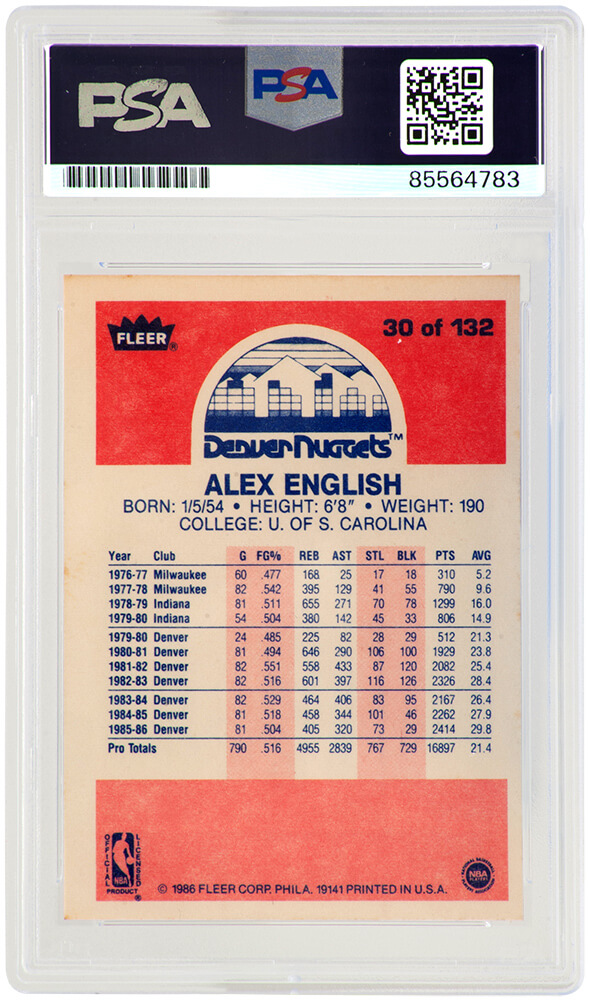 PSA PSA
85564783
FLEER®
30 of 132
Denver Nuggets™
ALEX ENGLISH
BORN: 1/5/54 • HEIGHT: 6'8" • WEIGHT: 190
COLLEGE: U. OF S. CAROLINA
Year Club G FG% REB AST STL BLK PTS AVG
1976-77 Milwaukee 60 .477 168 25 17 18 310 5.2
1977-78 Milwaukee 82 .542 395 129 41 55 790 9.6
1978-79 Indiana 81 .511 655 271 70 78 1299 16.0
1979-80 Indiana 54 .504 380 142 45 33 806 14.9
1979-80 Denver 24 .485 225 82 28 29 512 21.3
1980-81 Denver 81 .494 646 290 106 100 1929 23.8
1981-82 Denver 82 .551 558 433 87 120 2082 25.4
1982-83 Denver 82 .516 601 397 116 126 2326 28.4
1983-84 Denver 82 .529 464 406 83 95 2167 26.4
1984-85 Denver 81 .518 458 344 101 46 2262 27.9
1985-86 Denver 81 .504 405 320 73 29 2414 29.8
Pro Totals 790 .516 4955 2839 767 729 16897 21.4
OFFICIAL LICENSED
NBA
PRODUCT ®
© 1986 FLEER CORP. PHILA. 19141 PRINTED IN U.S.A.
NATIONAL BASKETBALL
NBA
PLAYERS